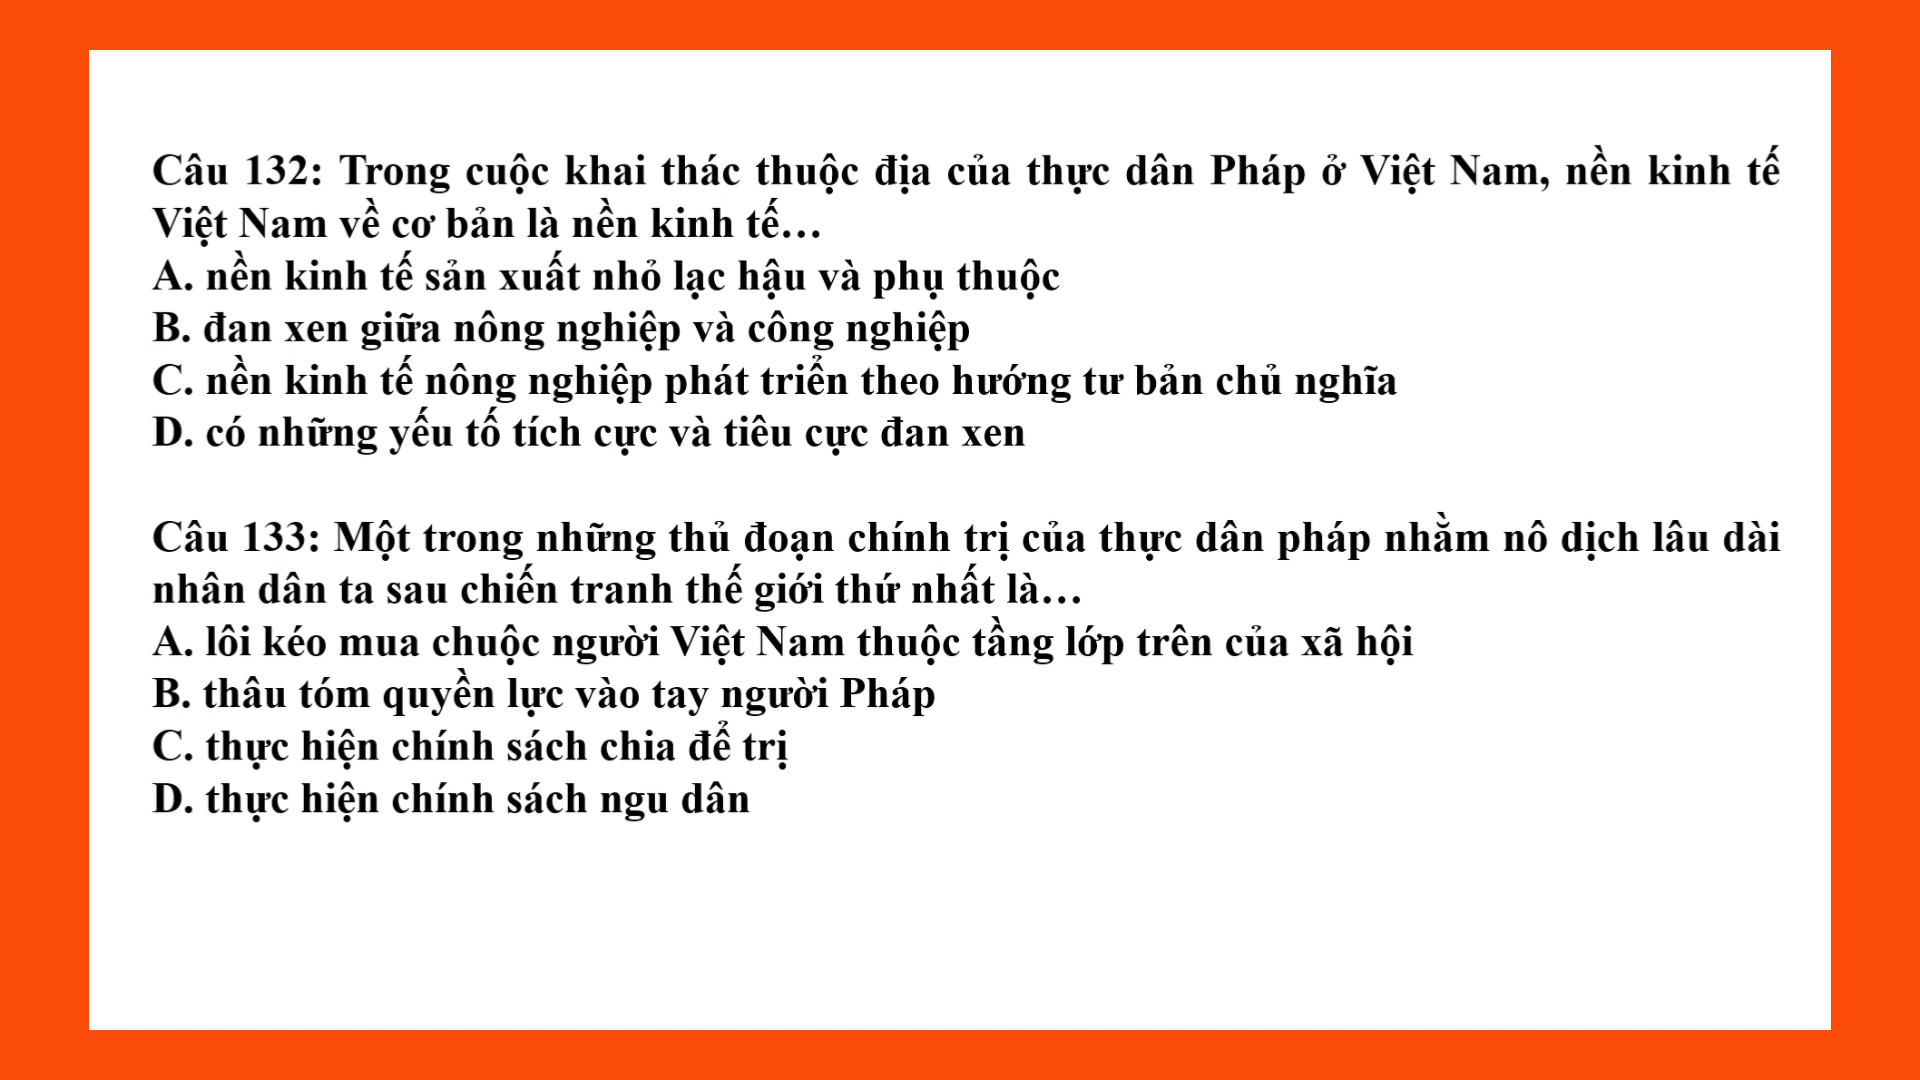 Câu 132: Trong cuộc khai thác thuộc địa của thực dân Pháp ở Việt Nam, nền kinh tế
Việt Nam về cơ bản là nền kinh tế…
A. nền kinh tế sản xuất nhỏ lạc hậu và phụ thuộc
B. đan xen giữa nông nghiệp và công nghiệp
C. nền kinh tế nông nghiệp phát triển theo hướng tư bản chủ nghĩa
D. có những yếu tố tích cực và tiêu cực đan xen
Câu 133: Một trong những thủ đoạn chính trị của thực dân pháp nhằm nô dịch lâu dài
nhân dân ta sau chiến tranh thế giới thứ nhất là…
A. lôi kéo mua chuộc người Việt Nam thuộc tầng lớp trên của xã hội
B. thâu tóm quyền lực vào tay người Pháp
C. thực hiện chính sách chia để trị
D. thực hiện chính sách ngu dân